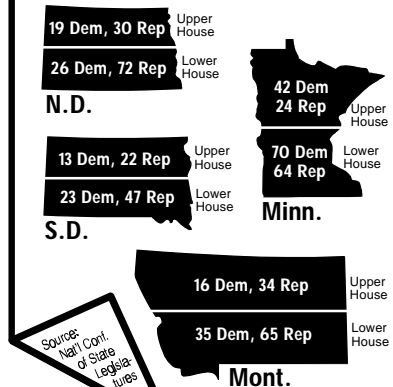 19 Dem, 30 Rep
Upper
House
26 Dem, 72 Rep
Lower
House
N.D.
42 Dem
24 Rep
Upper
House
70 Dem
64 Rep
Lower
House
Minn.
13 Dem, 22 Rep
Upper
House
23 Dem, 47 Rep
Lower
House
S.D.
16 Dem, 34 Rep
Upper
House
35 Dem, 65 Rep
Lower
House
Mont.
Source:
Nat'l Conf.
of State
Legisla-
tures